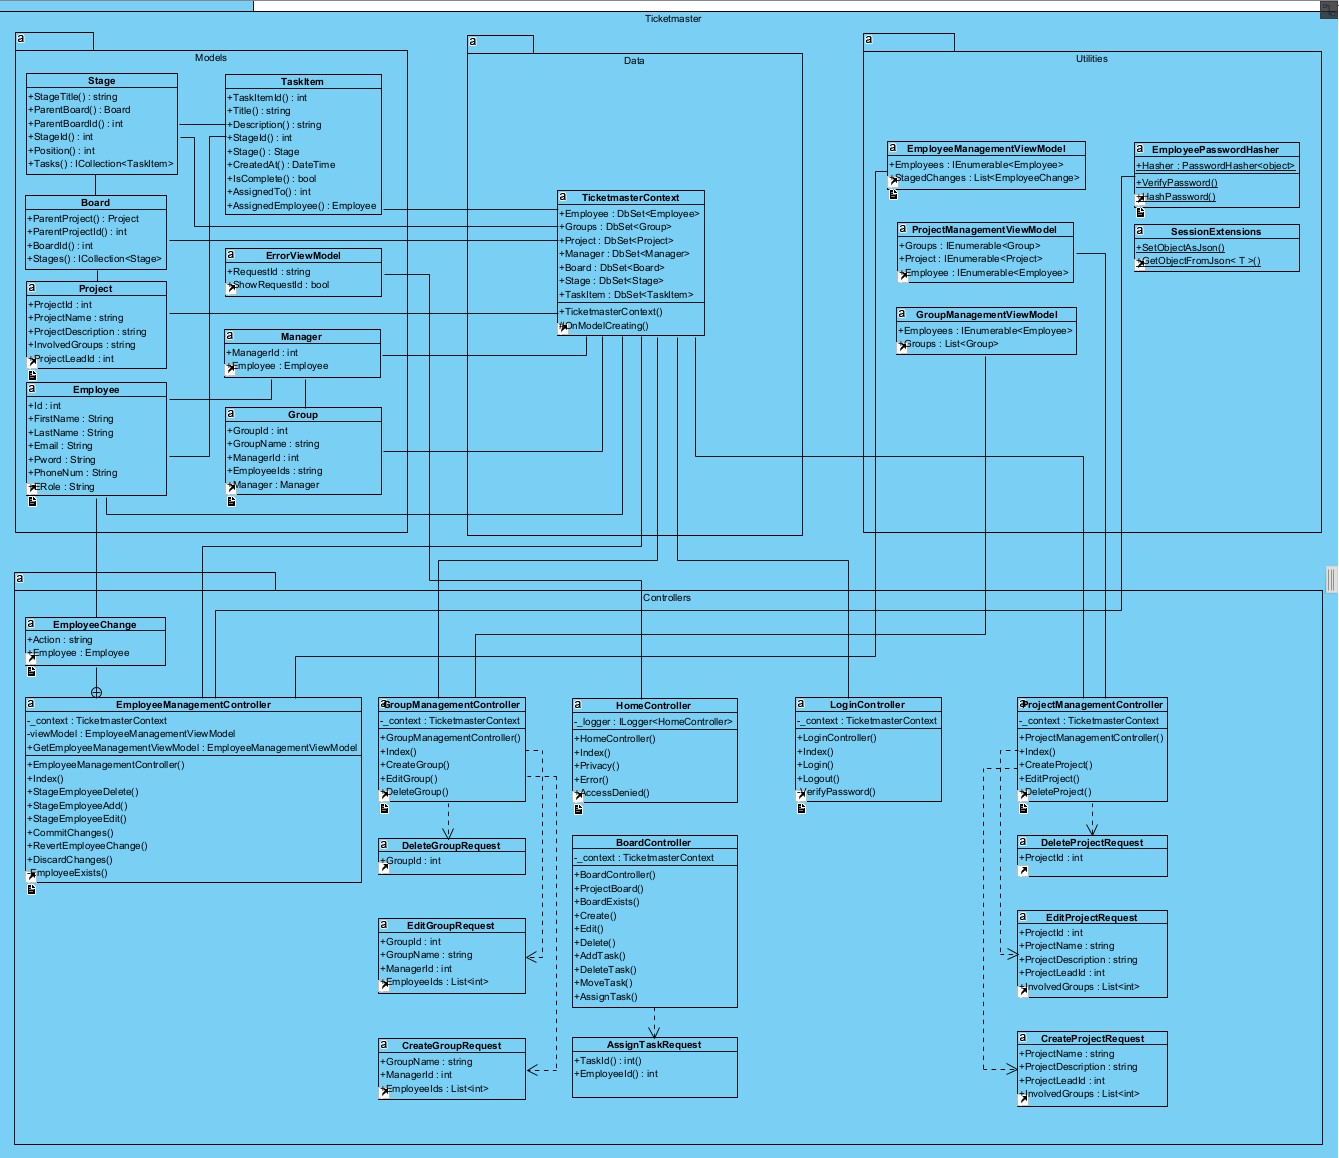 Ticketmaster
a
Models
Stage
+StageTitle() : string
+ParentBoard() : Board
+ParentBoardId() : int
+StageId() : int
+Position() : int
+Tasks() : ICollection<TaskItem>
TaskItem
+TaskItemId() : int
+Title() : string
+Description() : string
+StageId() : int
+Stage() : Stage
+CreatedAt() : DateTime
+IsComplete() : bool
+AssignedTo() : int
+AssignedEmployee() : Employee
Board
+ParentProject() : Project
+ParentProjectId() : int
+BoardId() : int
+Stages() : ICollection<Stage>
a
ErrorViewModel
+RequestId : string
+ShowRequestId : bool
a
Project
+ProjectId : int
+ProjectName : string
+ProjectDescription : string
+InvolvedGroups : string
+ProjectLeadId : int
a
Manager
+ManagerId : int
+Employee : Employee
a
Employee
+Id : int
+FirstName : String
+LastName : String
+Email : String
+Pword : String
+PhoneNum : String
+ERole : String
a
Group
+GroupId : int
+GroupName : string
+ManagerId : int
+EmployeeIds : string
+Manager : Manager
a
Data
a
TicketmasterContext
+Employee : DbSet<Employee>
+Groups : DbSet<Group>
+Project : DbSet<Project>
+Manager : DbSet<Manager>
+Board : DbSet<Board>
+Stage : DbSet<Stage>
+TaskItem : DbSet<TaskItem>
+TicketmasterContext()
#OnModelCreating()
a
Utilities
a
EmployeeManagementViewModel
+Employees : IEnumerable<Employee>
+StagedChanges : List<EmployeeChange>
a
EmployeePasswordHasher
+Hasher : PasswordHasher<object>
+VerifyPassword()
+HashPassword()
a
ProjectManagementViewModel
+Groups : IEnumerable<Group>
+Project : IEnumerable<Project>
+Employee : IEnumerable<Employee>
a
SessionExtensions
+SetObjectAsJson()
+GetObjectFromJson< T >()
a
GroupManagementViewModel
+Employees : IEnumerable<Employee>
+Groups : List<Group>
a
Controllers
a
EmployeeChange
+Action : string
+Employee : Employee
a
EmployeeManagementController
-_context : TicketmasterContext
-viewModel : EmployeeManagementViewModel
+GetEmployeeManagementViewModel : EmployeeManagementViewModel
+EmployeeManagementController()
+Index()
+StageEmployeeDelete()
+StageEmployeeAdd()
+StageEmployeeEdit()
+CommitChanges()
+RevertEmployeeChange()
+DiscardChanges()
-EmployeeExists()
a
GroupManagementController
-_context : TicketmasterContext
+GroupManagementController()
+Index()
+CreateGroup()
+EditGroup()
+DeleteGroup()
a
HomeController
-_logger : ILogger<HomeController>
+HomeController()
+Index()
+Privacy()
+Error()
+AccessDenied()
a
LoginController
-_context : TicketmasterContext
+LoginController()
+Index()
+Login()
+Logout()
-VerifyPassword()
a
ProjectManagementController
-_context : TicketmasterContext
+ProjectManagementController()
+Index()
+CreateProject()
+EditProject()
+DeleteProject()
a
DeleteGroupRequest
+GroupId : int
BoardController
-_context : TicketmasterContext
+BoardController()
+ProjectBoard()
+BoardExists()
+Create()
+Edit()
+Delete()
+AddTask()
+DeleteTask()
+MoveTask()
+AssignTask()
a
DeleteProjectRequest
+ProjectId : int
a
EditGroupRequest
+GroupId : int
+GroupName : string
+ManagerId : int
+EmployeeIds : List<int>
a
EditProjectRequest
+ProjectId : int
+ProjectName : string
+ProjectDescription : string
+ProjectLeadId : int
+InvolvedGroups : List<int>
a
CreateGroupRequest
+GroupName : string
+ManagerId : int
+EmployeeIds : List<int>
AssignTaskRequest
+TaskId() : int()
+EmployeeId() : int
a
CreateProjectRequest
+ProjectName : string
+ProjectDescription : string
+ProjectLeadId : int
+InvolvedGroups : List<int>